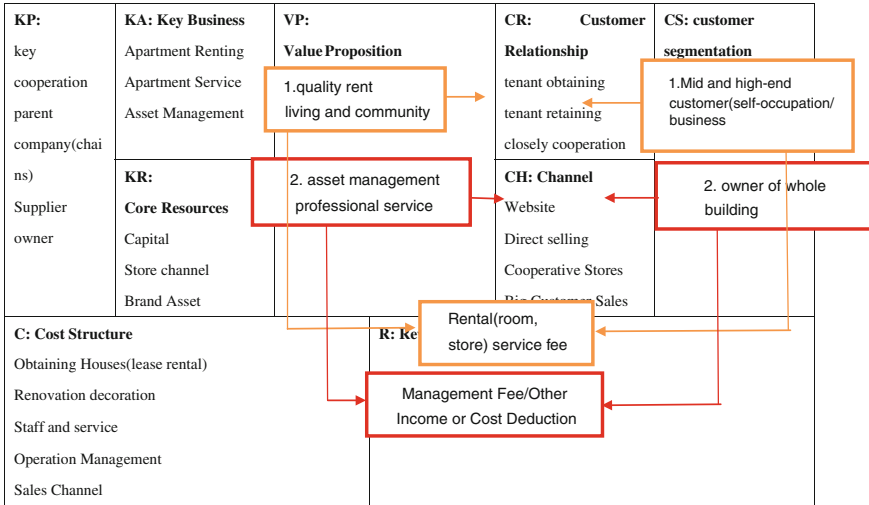 KP:
key
cooperation
parent
company(chai
ns)
Supplier
owner
KA: Key Business
Apartment Renting
Apartment Service
Asset Management
KR:
Core Resources
Capital
Store channel
Brand Asset
VP:
Value Proposition
1.quality rent
living and community
2. asset management
professional service
CR: Customer
Relationship
tenant obtaining
tenant retaining
closely cooperation
CH: Channel
Website
Direct selling
Cooperative Stores
Big Customer Sales
CS: customer
segmentation
1.Mid and high-end
customer(self-occupation/
business
2. owner of whole
building
C: Cost Structure
Obtaining Houses(lease rental)
Renovation decoration
Staff and service
Operation Management
Sales Channel
R:
Rental(room,
store) service fee
Management Fee/Other
Income or Cost Deduction